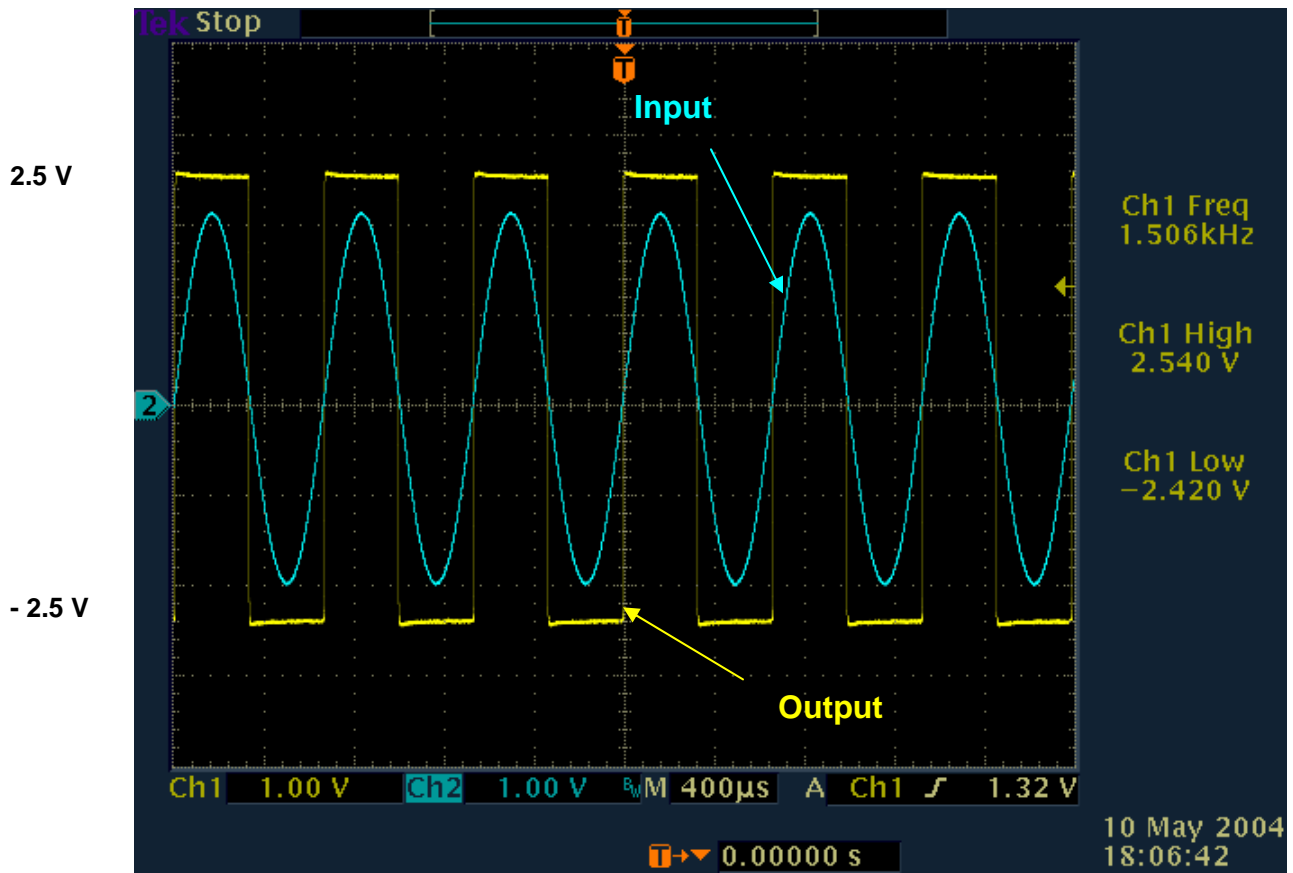 Tek Stop
T
T
Input
2.5 V
Ch1 Freq
1.506kHz
Ch1 High
2.540 V
2
Ch1 Low
−2.420 V
- 2.5 V
Output
Ch1 1.00 V Ch2 1.00 V BW M 400µs A Ch1 1.32 V
10 May 2004
T 0.00000 s
18:06:42